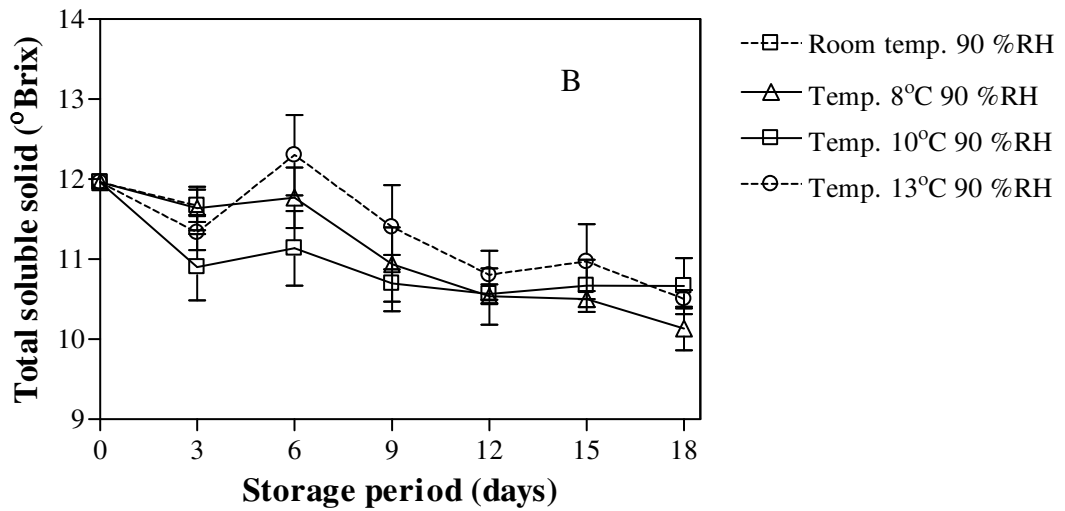 14
13
12
11
10
9
Total soluble solid (°Brix)
B
0 3 6 9 12 15 18
Storage period (days)
Room temp. 90 %RH
Temp. 8°C 90 %RH
Temp. 10°C 90 %RH
Temp. 13°C 90 %RH